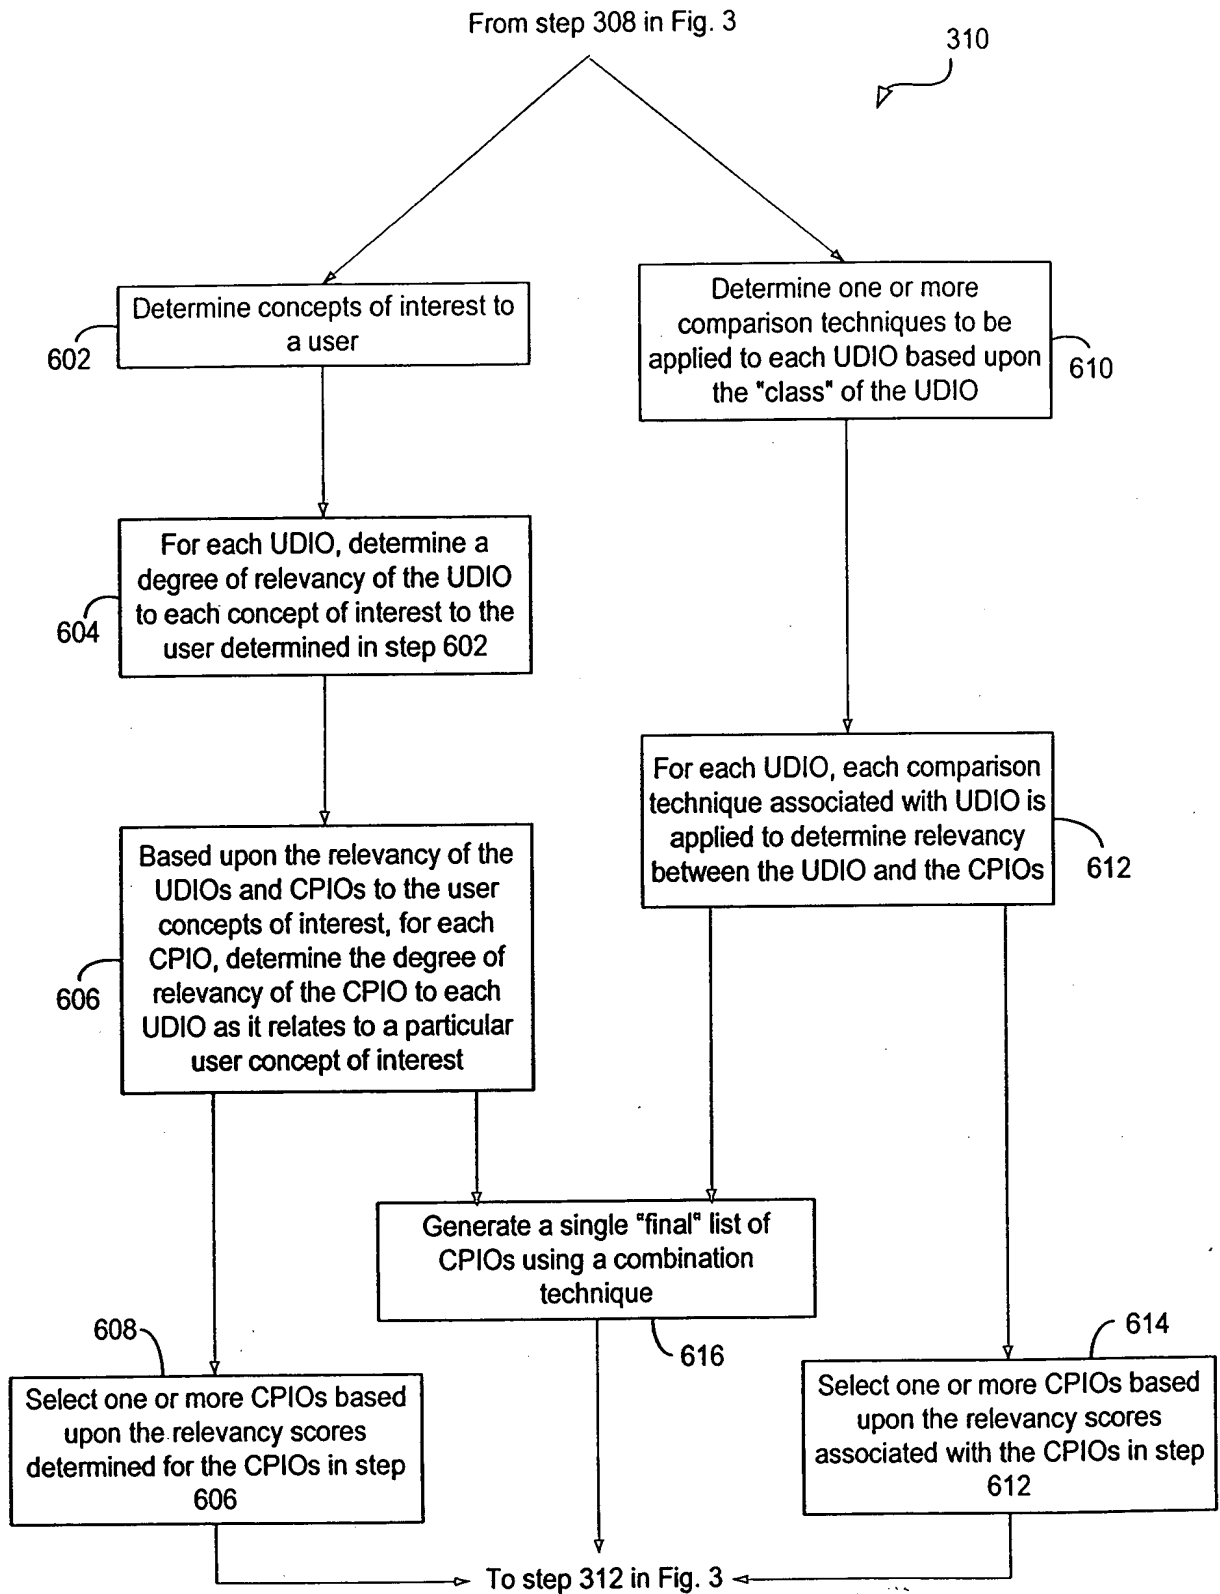 From step 308 in Fig. 3
310
Determine concepts of interest to
a user
602
Determine one or more
comparison techniques to be
applied to each UDIO based upon
the "class" of the UDIO
610
For each UDIO, determine a
degree of relevancy of the UDIO
to each concept of interest to the
user determined in step 602
604
For each UDIO, each comparison
technique associated with UDIO is
applied to determine relevancy
between the UDIO and the CPIOs
612
Based upon the relevancy of the
UDIOs and CPIOs to the user
concepts of interest, for each
CPIO, determine the degree of
relevancy of the CPIO to each
UDIO as it relates to a particular
user concept of interest
606
Generate a single "final" list of
CPIOs using a combination
technique
616
608
Select one or more CPIOs based
upon the relevancy scores
determined for the CPIOs in step
606
614
Select one or more CPIOs based
upon the relevancy scores
associated with the CPIOs in step
612
To step 312 in Fig. 3